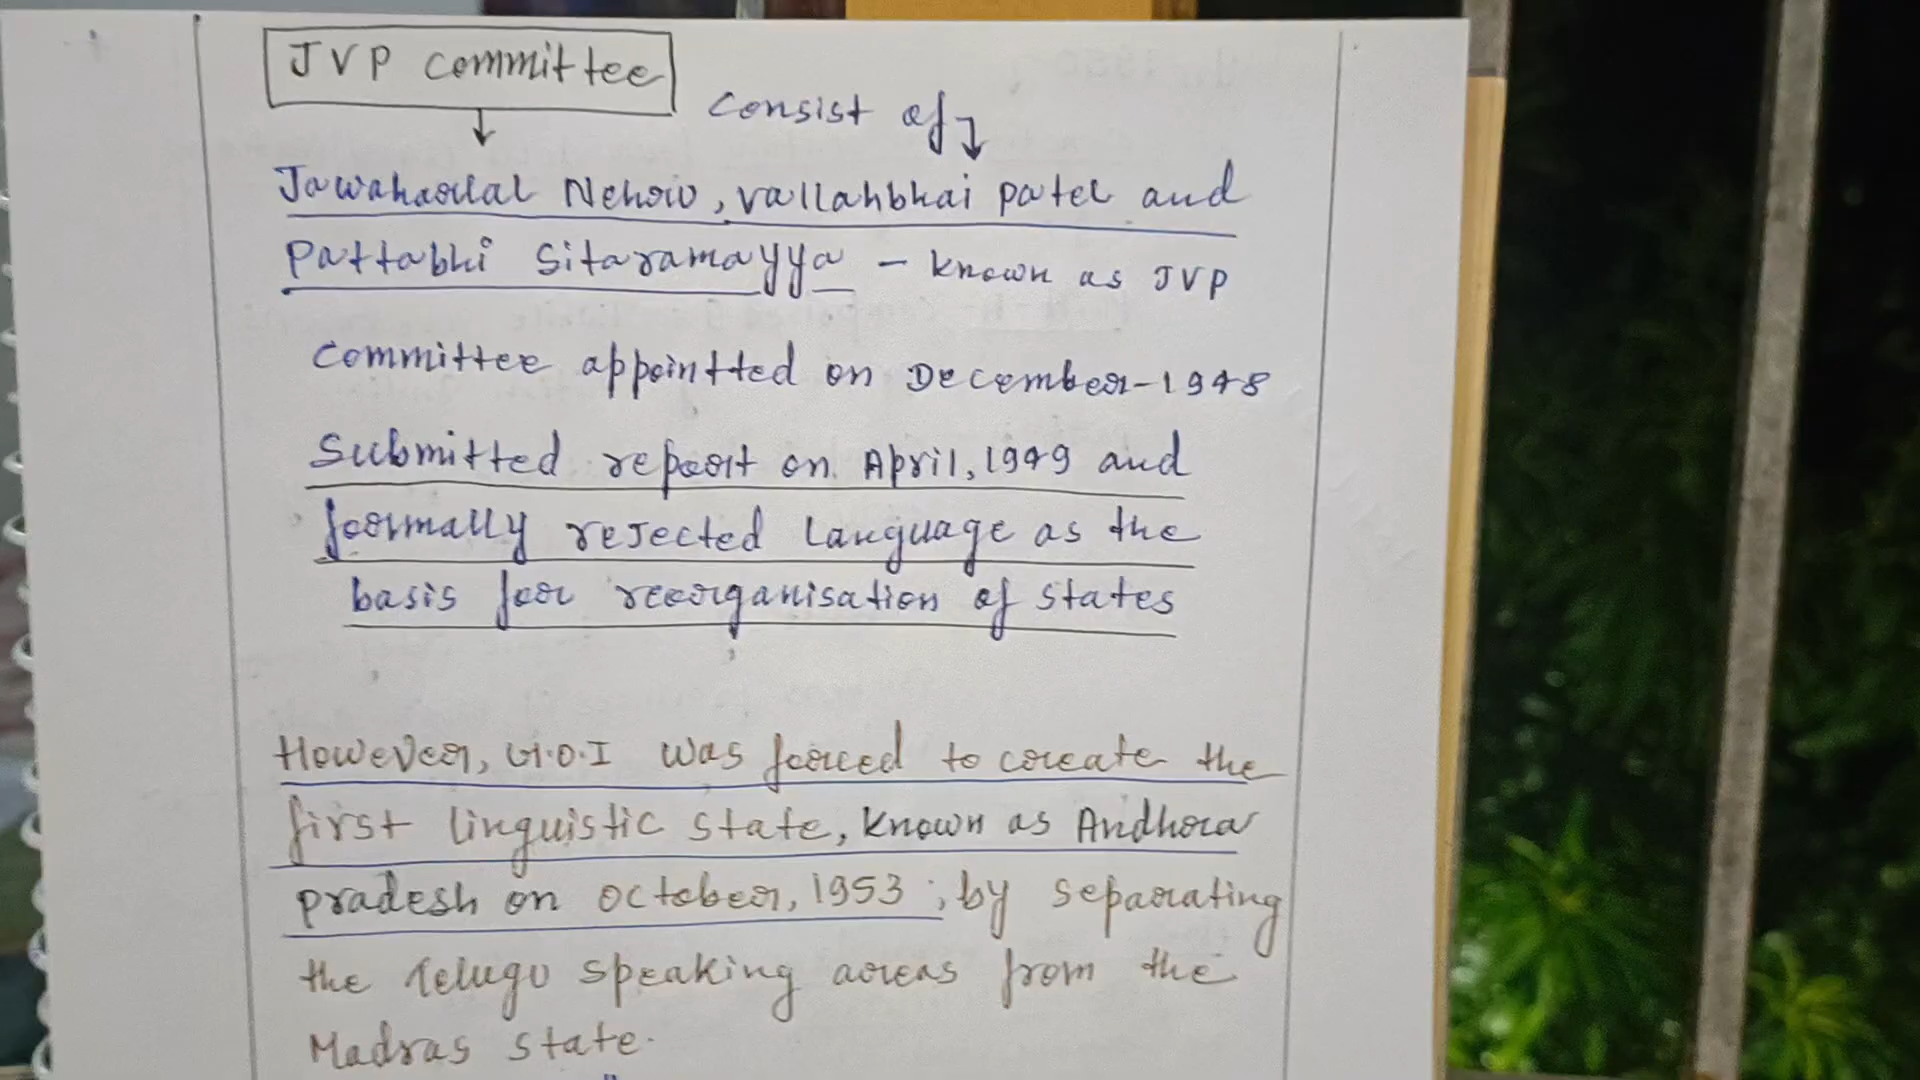 JVP committee
consist of
Jawaharlal Nehru, vallahbhai patel and
Pattabhi Sitaramayya - known as JVP
committee appointted on December-1948
Submitted report on April, 1949 and
formally rejected language as the
basis for reorganisation of states
However, G.O.I was forced to create the
first linguistic state, known as Andhra
pradesh on october, 1953, by separating
the Telugu speaking areas from the
Madras state.